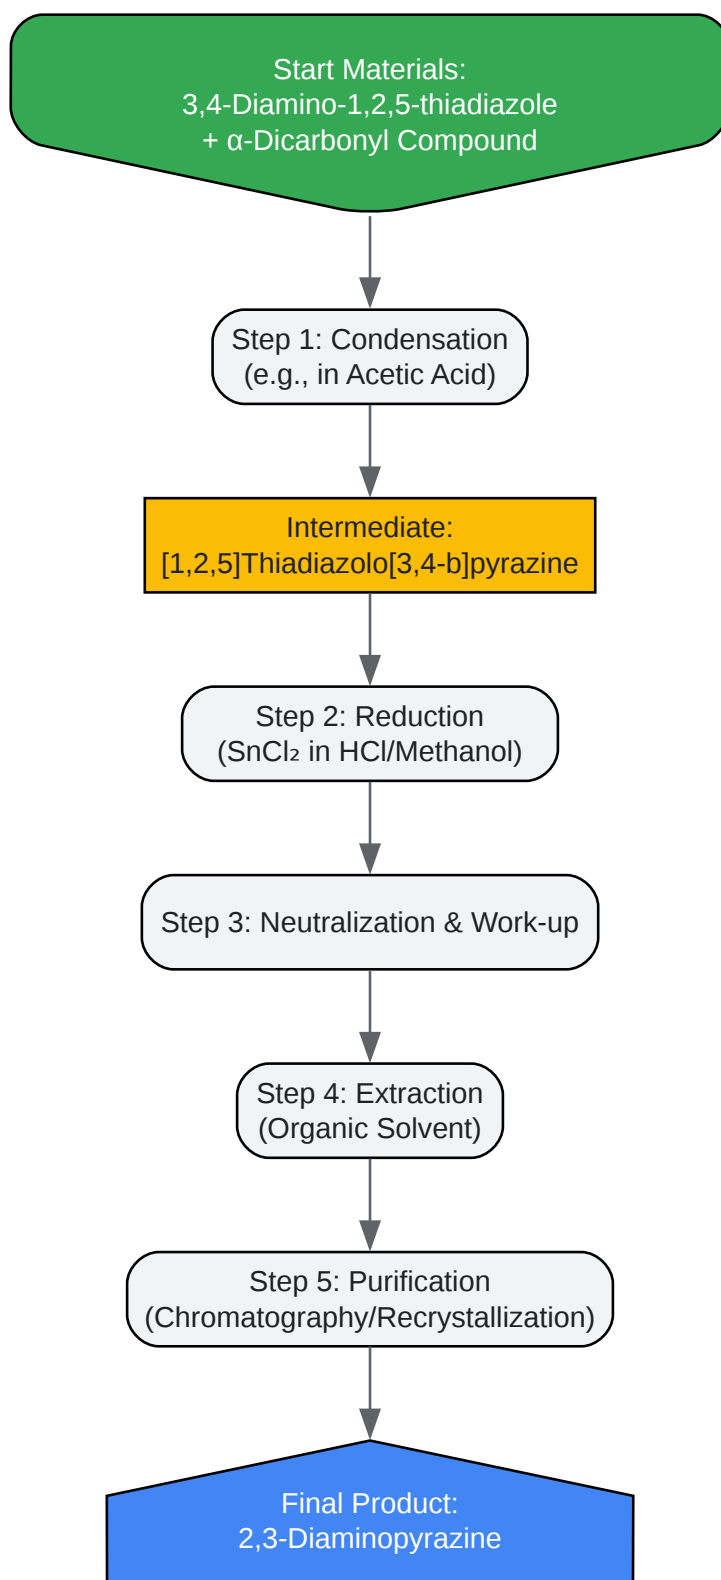 Start Materials:
3,4-Diamino-1,2,5-thiadiazole
+ α-Dicarbonyl Compound
Step 1: Condensation
(e.g., in Acetic Acid)
Intermediate:
[1,2,5]Thiadiazolo[3,4-b]pyrazine
Step 2: Reduction
(SnCl₂ in HCl/Methanol)
Step 3: Neutralization & Work-up
Step 4: Extraction
(Organic Solvent)
Step 5: Purification
(Chromatography/Recrystallization)
Final Product:
2,3-Diaminopyrazine